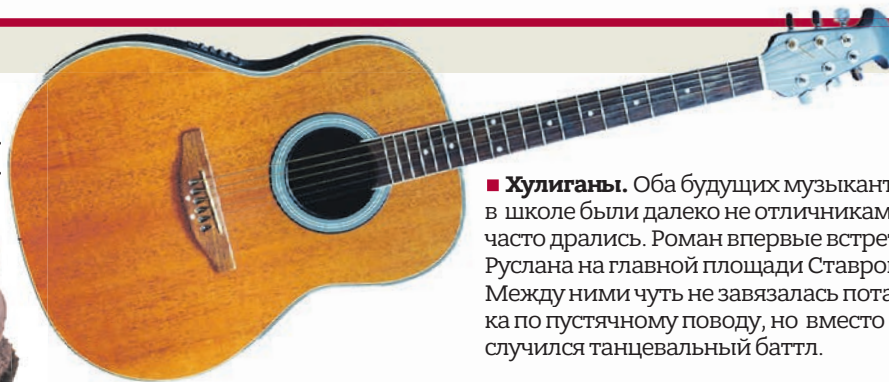 ■ Хулиганы. Оба будущих музыкант
в школе были далеко не отличникам
часто дрались. Роман впервые встрет
Руслана на главной площади Ставроп
Между ними чуть не завязалась пота
ка по пустячному поводу, но вместо
случился танцевальный баттл.